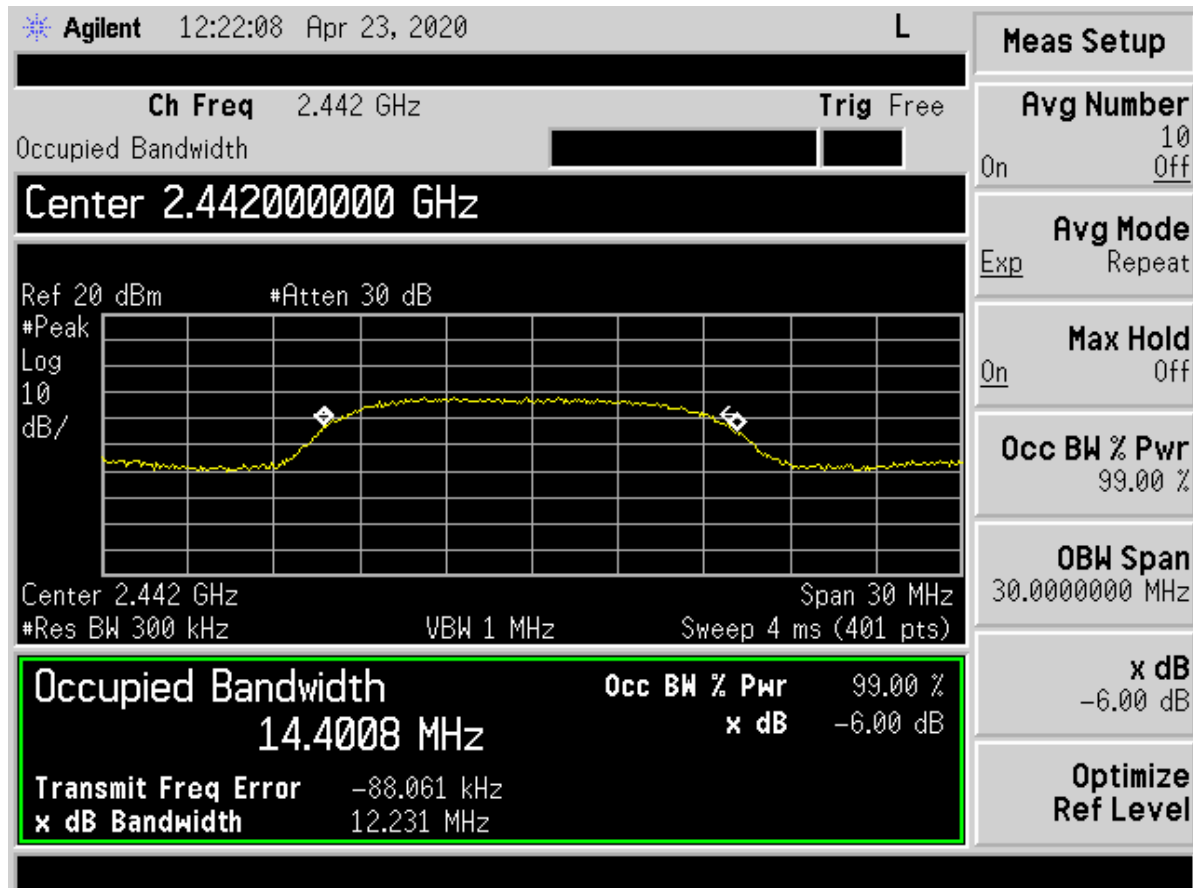 Agilent 12:22:08 Apr 23, 2020 L
Ch Freq 2.442 GHz Trig Free
Occupied Bandwidth
Center 2.442000000 GHz
Ref 20 dBm #Atten 30 dB
#Peak
Log
10
dB/
Center 2.442 GHz Span 30 MHz
#Res BW 300 kHz VBW 1 MHz Sweep 4 ms (401 pts)
Occupied Bandwidth Occ BW % Pwr 99.00 %
14.4008 MHz x dB -6.00 dB
Transmit Freq Error -88.061 kHz
x dB Bandwidth 12.231 MHz
Meas Setup
Avg Number
10
On Off
Avg Mode
Exp Repeat
Max Hold
On Off
Occ BW % Pwr
99.00 %
OBW Span
30.0000000 MHz
x dB
-6.00 dB
Optimize
Ref Level